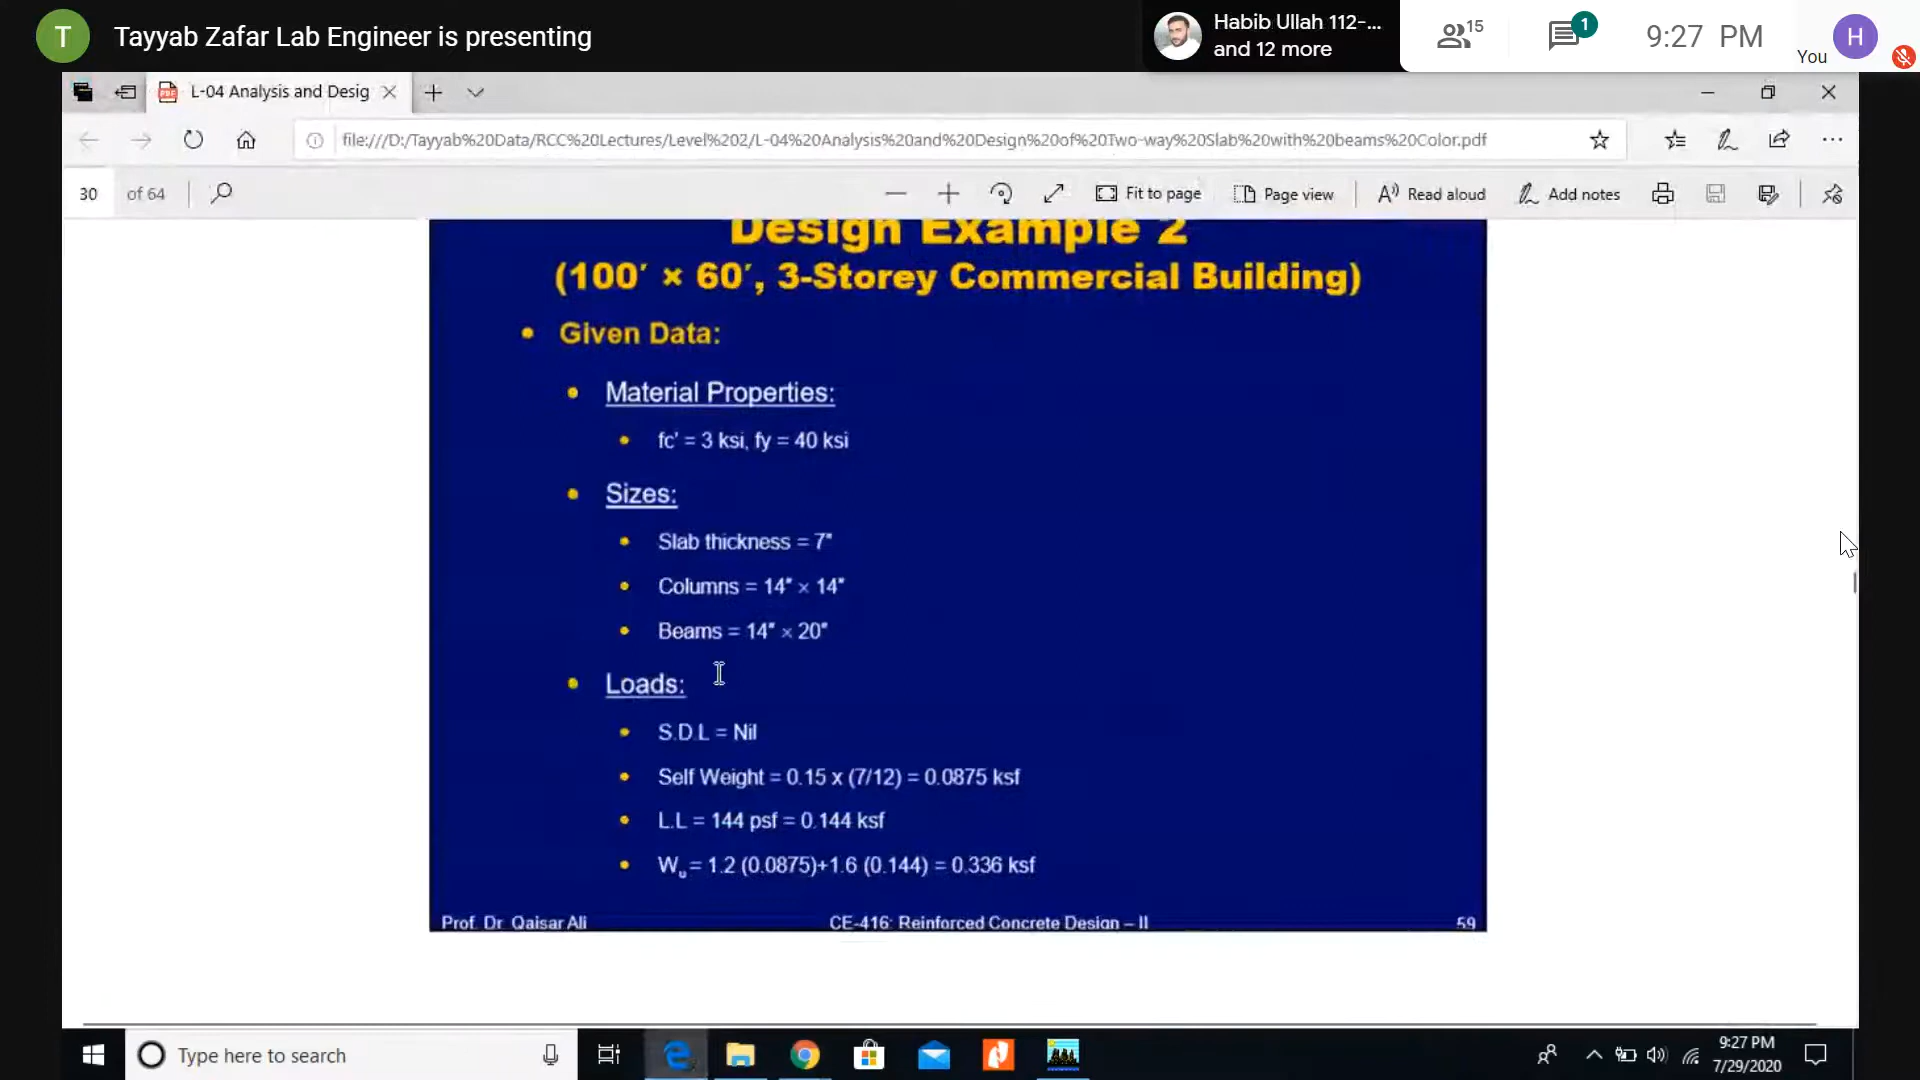 T
Tayyab Zafar Lab Engineer is presenting
Habib Ullah 112-...
and 12 more
15
1
9:27 PM
You
H
L-04 Analysis and Desig
file:///D:/Tayyab%20Data/RCC%20Lectures/Level%202/L-04%20Analysis%20and%20Design%20of%20Two-way%20Slab%20with%20beams%20Color.pdf
30 of 64
Fit to page
Page view
Read aloud
Add notes
Design Example 2
(100′ × 60′, 3-Storey Commercial Building)
• Given Data:
• Material Properties:
• fc′ = 3 ksi, fy = 40 ksi
• Sizes:
• Slab thickness = 7″
• Columns = 14″ × 14″
• Beams = 14″ × 20″
• Loads:
• S.D.L = Nil
• Self Weight = 0.15 x (7/12) = 0.0875 ksf
• L.L = 144 psf = 0.144 ksf
• Wu = 1.2 (0.0875)+1.6 (0.144) = 0.336 ksf
Prof. Dr. Qaisar Ali
CE-416: Reinforced Concrete Design – II
59
Type here to search
9:27 PM
7/29/2020